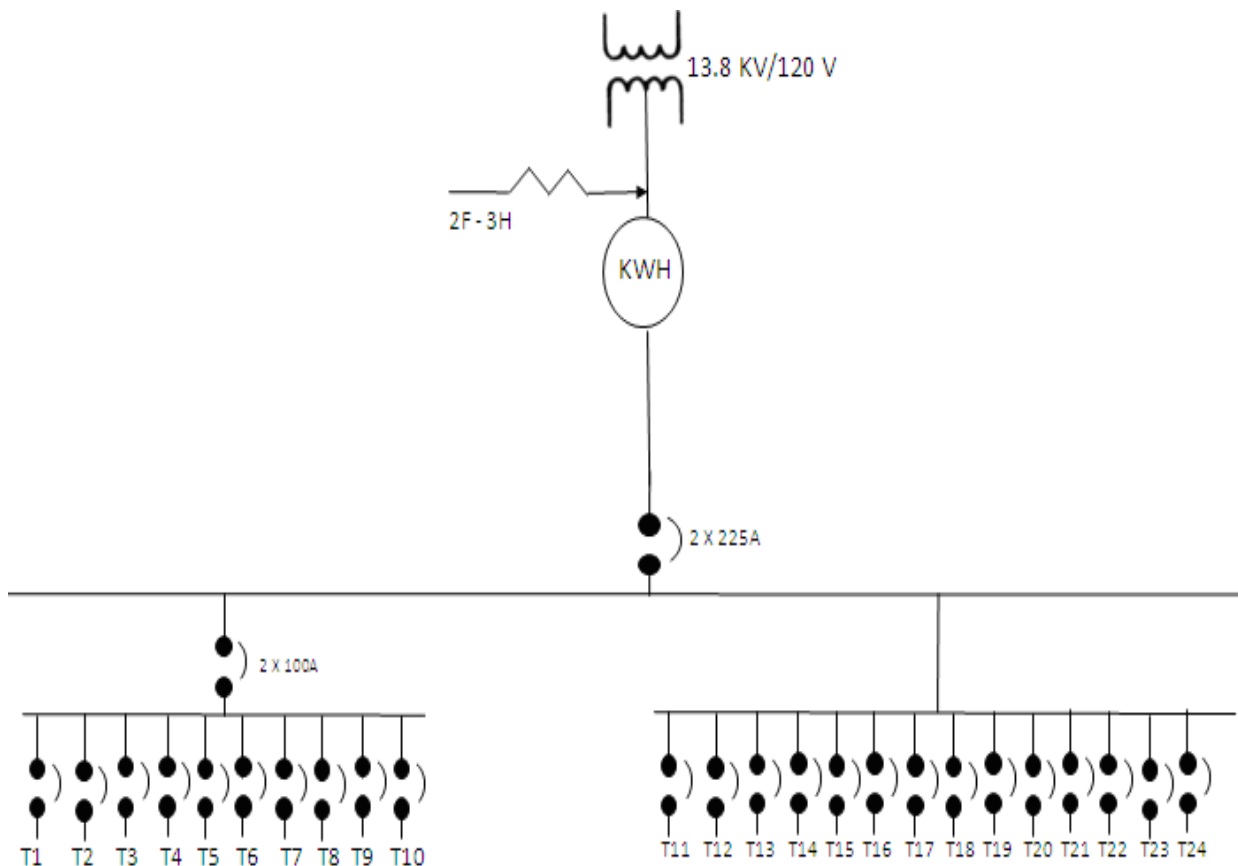 13.8 KV/120 V
2F - 3H
KWH
2 X 225A
2 X 100A
T1 T2 T3 T4 T5 T6 T7 T8 T9 T10
T11 T12 T13 T14 T15 T16 T17 T18 T19 T20 T21 T22 T23 T24